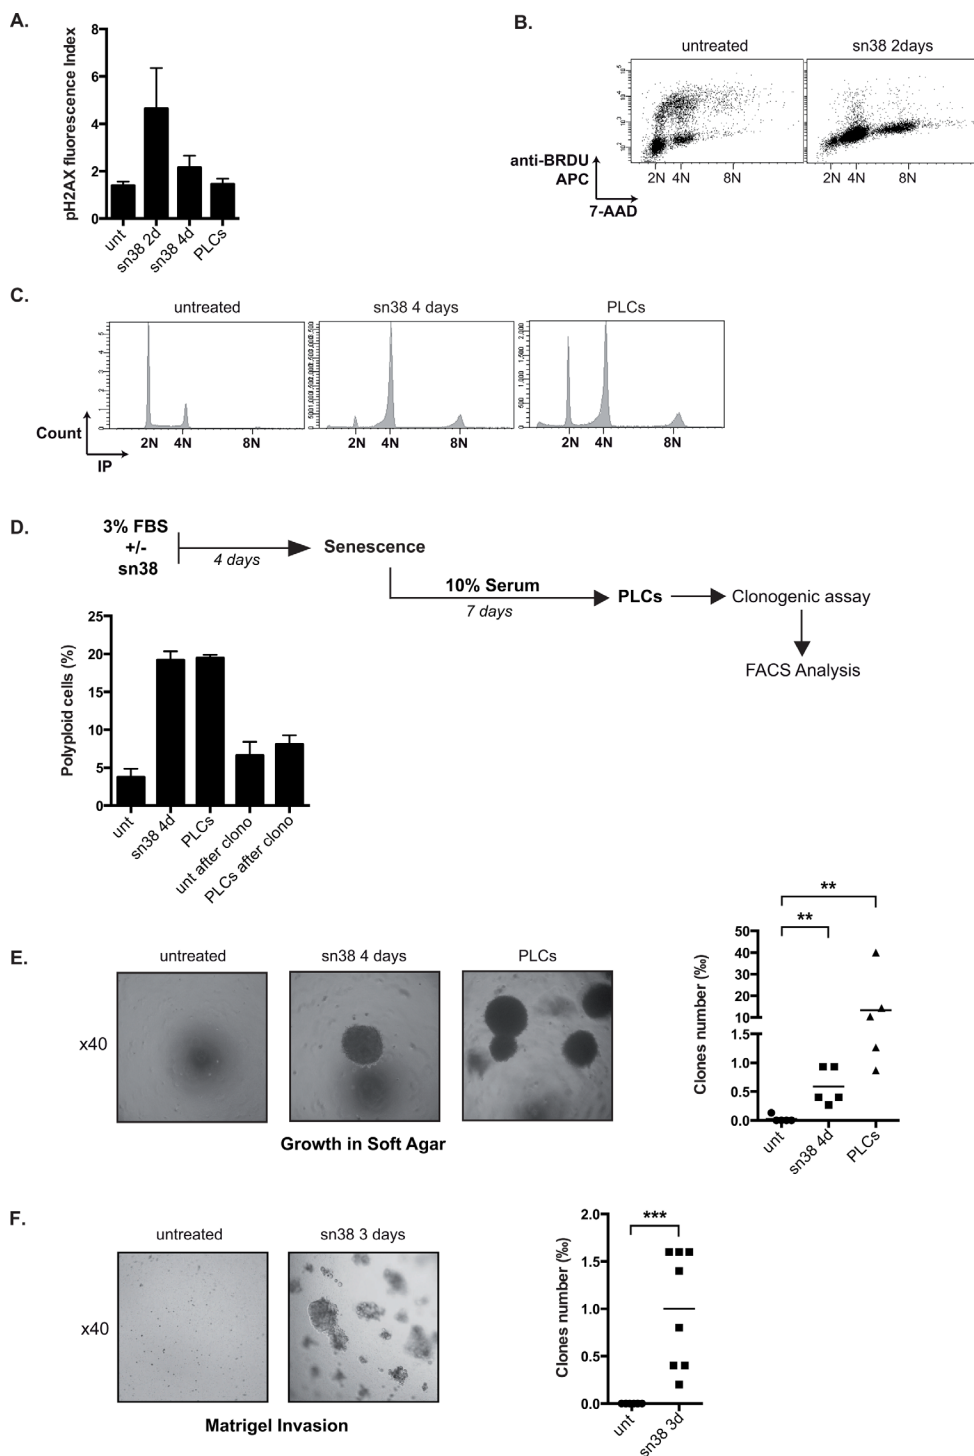 A.
8
6
4
2
0
pH2AX fluorescence Index
unt
sn38 2d
sn38 4d
PLCs
B.
untreated
sn38 2days
anti-BRDU
APC
7-AAD
2N 4N 8N
2N 4N 8N
C.
untreated
sn38 4 days
PLCs
Count
IP
2N 4N 8N
2N 4N 8N
2N 4N 8N
D.
3% FBS
+/-
sn38
4 days
Senescence
10% Serum
7 days
PLCs
Clonogenic assay
FACS Analysis
25
20
15
10
5
0
Polyploid cells (%)
unt
sn38 4d
PLCs
unt after clono
PLCs after clono
E.
untreated
sn38 4 days
PLCs
x40
Growth in Soft Agar
**
**
50
40
30
20
10
1.5
1.0
0.5
0.0
Clones number (‰)
unt
sn38 4d
PLCs
F.
untreated
sn38 3 days
x40
Matrigel Invasion
***
2.0
1.5
1.0
0.5
0.0
Clones number (‰)
unt
sn38 3d